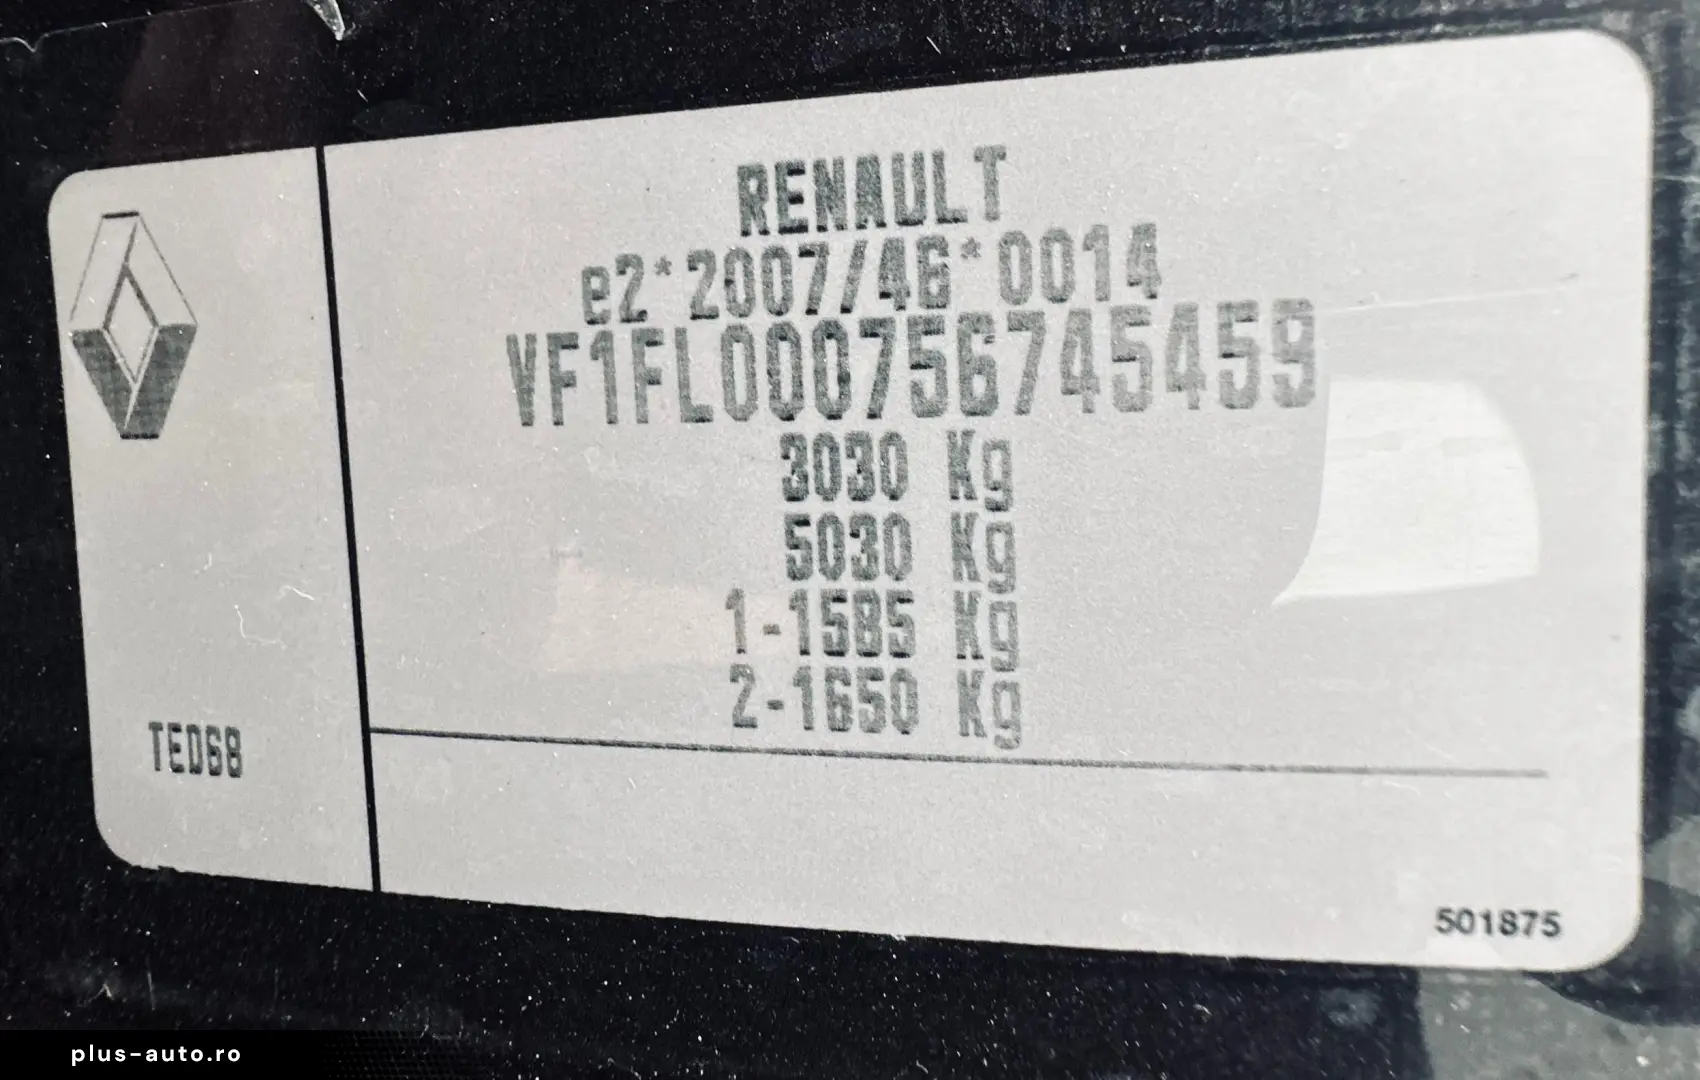 RENAULT
e2*2007/46*0014
VF1FL000756745459
3030 Kg
5030 Kg
1-1585 Kg
2-1650 Kg
TED68
501875
plus-auto.ro